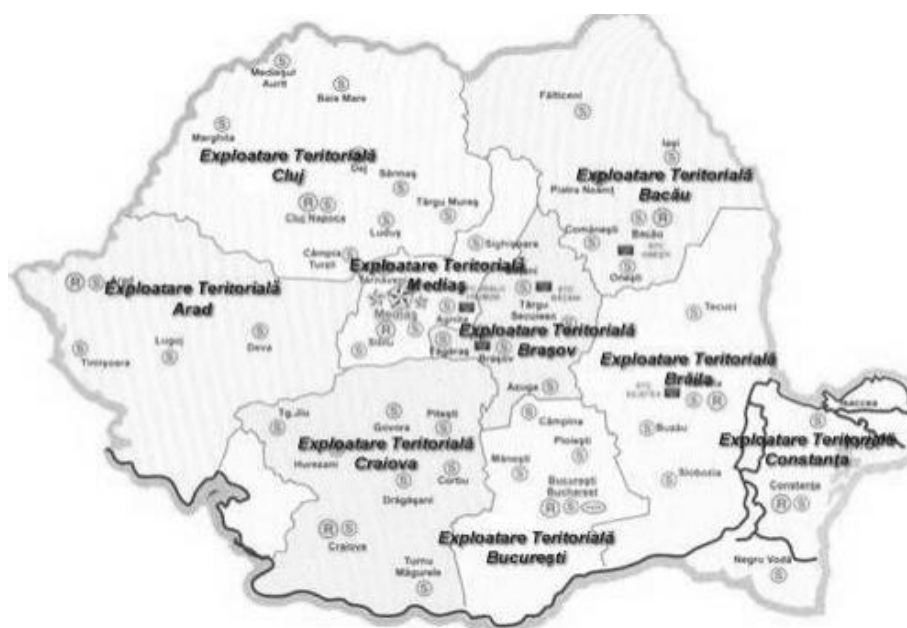 Medieşul
Aurit
Baia Mare
Fălticeni
Marghita
Iaşi
Exploatare Teritorială
Cluj
Dej
Sărmaş
Exploatare Teritorială
Bacău
Piatra Neamţ
R S
Cluj Napoca
Târgu Mureş
Luduş
S R
Bacău
Comăneşti
Sighişoara
Câmpia
Turzii
Oneşti
Exploatare Teritorială
Mediaş
R S
Exploatare Teritorială
Arad
Mediaş
Agnita
Târgu
Secuiesc
Tecuci
Timişoara
Lugoj
Deva
Sibiu
R S
Făgăraş
Braşov
Exploatare Teritorială
Braşov
Exploatare Teritorială
Brăila
S R
Azuga
Tg.Jiu
Govora
Piteşti
Câmpina
Buzău
Exploatare Teritorială
Craiova
Hurezani
Corbu
Drăgăşani
Ploieşti
Măneşti
Slobozia
Exploatare Teritorială
Constanţa
Bucureşti
Bucharest
R S
Constanţa
R S
R S
Craiova
Exploatare Teritorială
Bucureşti
Turnu
Măgurele
Negru Vodă